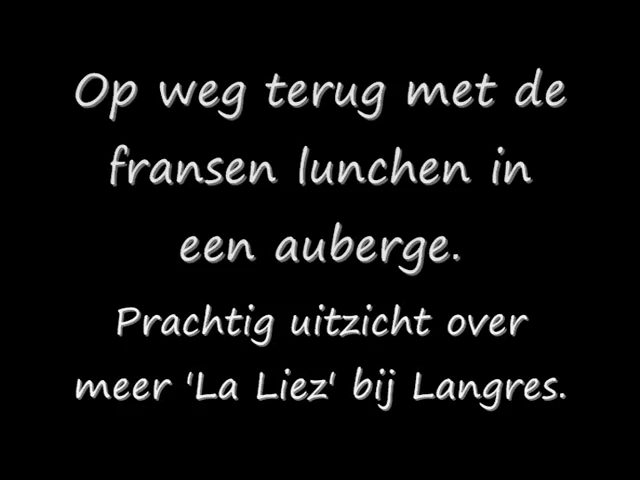 Op weg terug met de
fransen lunchen in
een auberge.
Prachtig uitzicht over
meer 'La Liez' bij Langres.